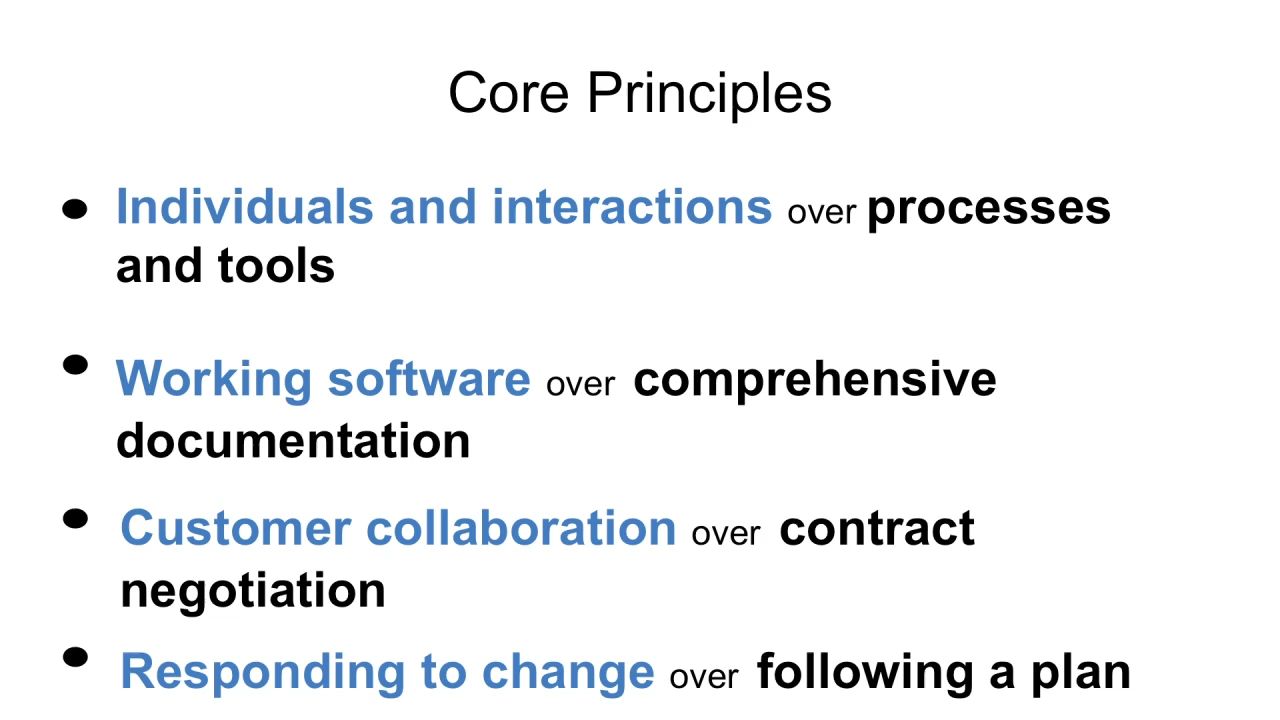 Core Principles
Individuals and interactions over processes
and tools
Working software over comprehensive
documentation
Customer collaboration over contract
negotiation
Responding to change over following a plan